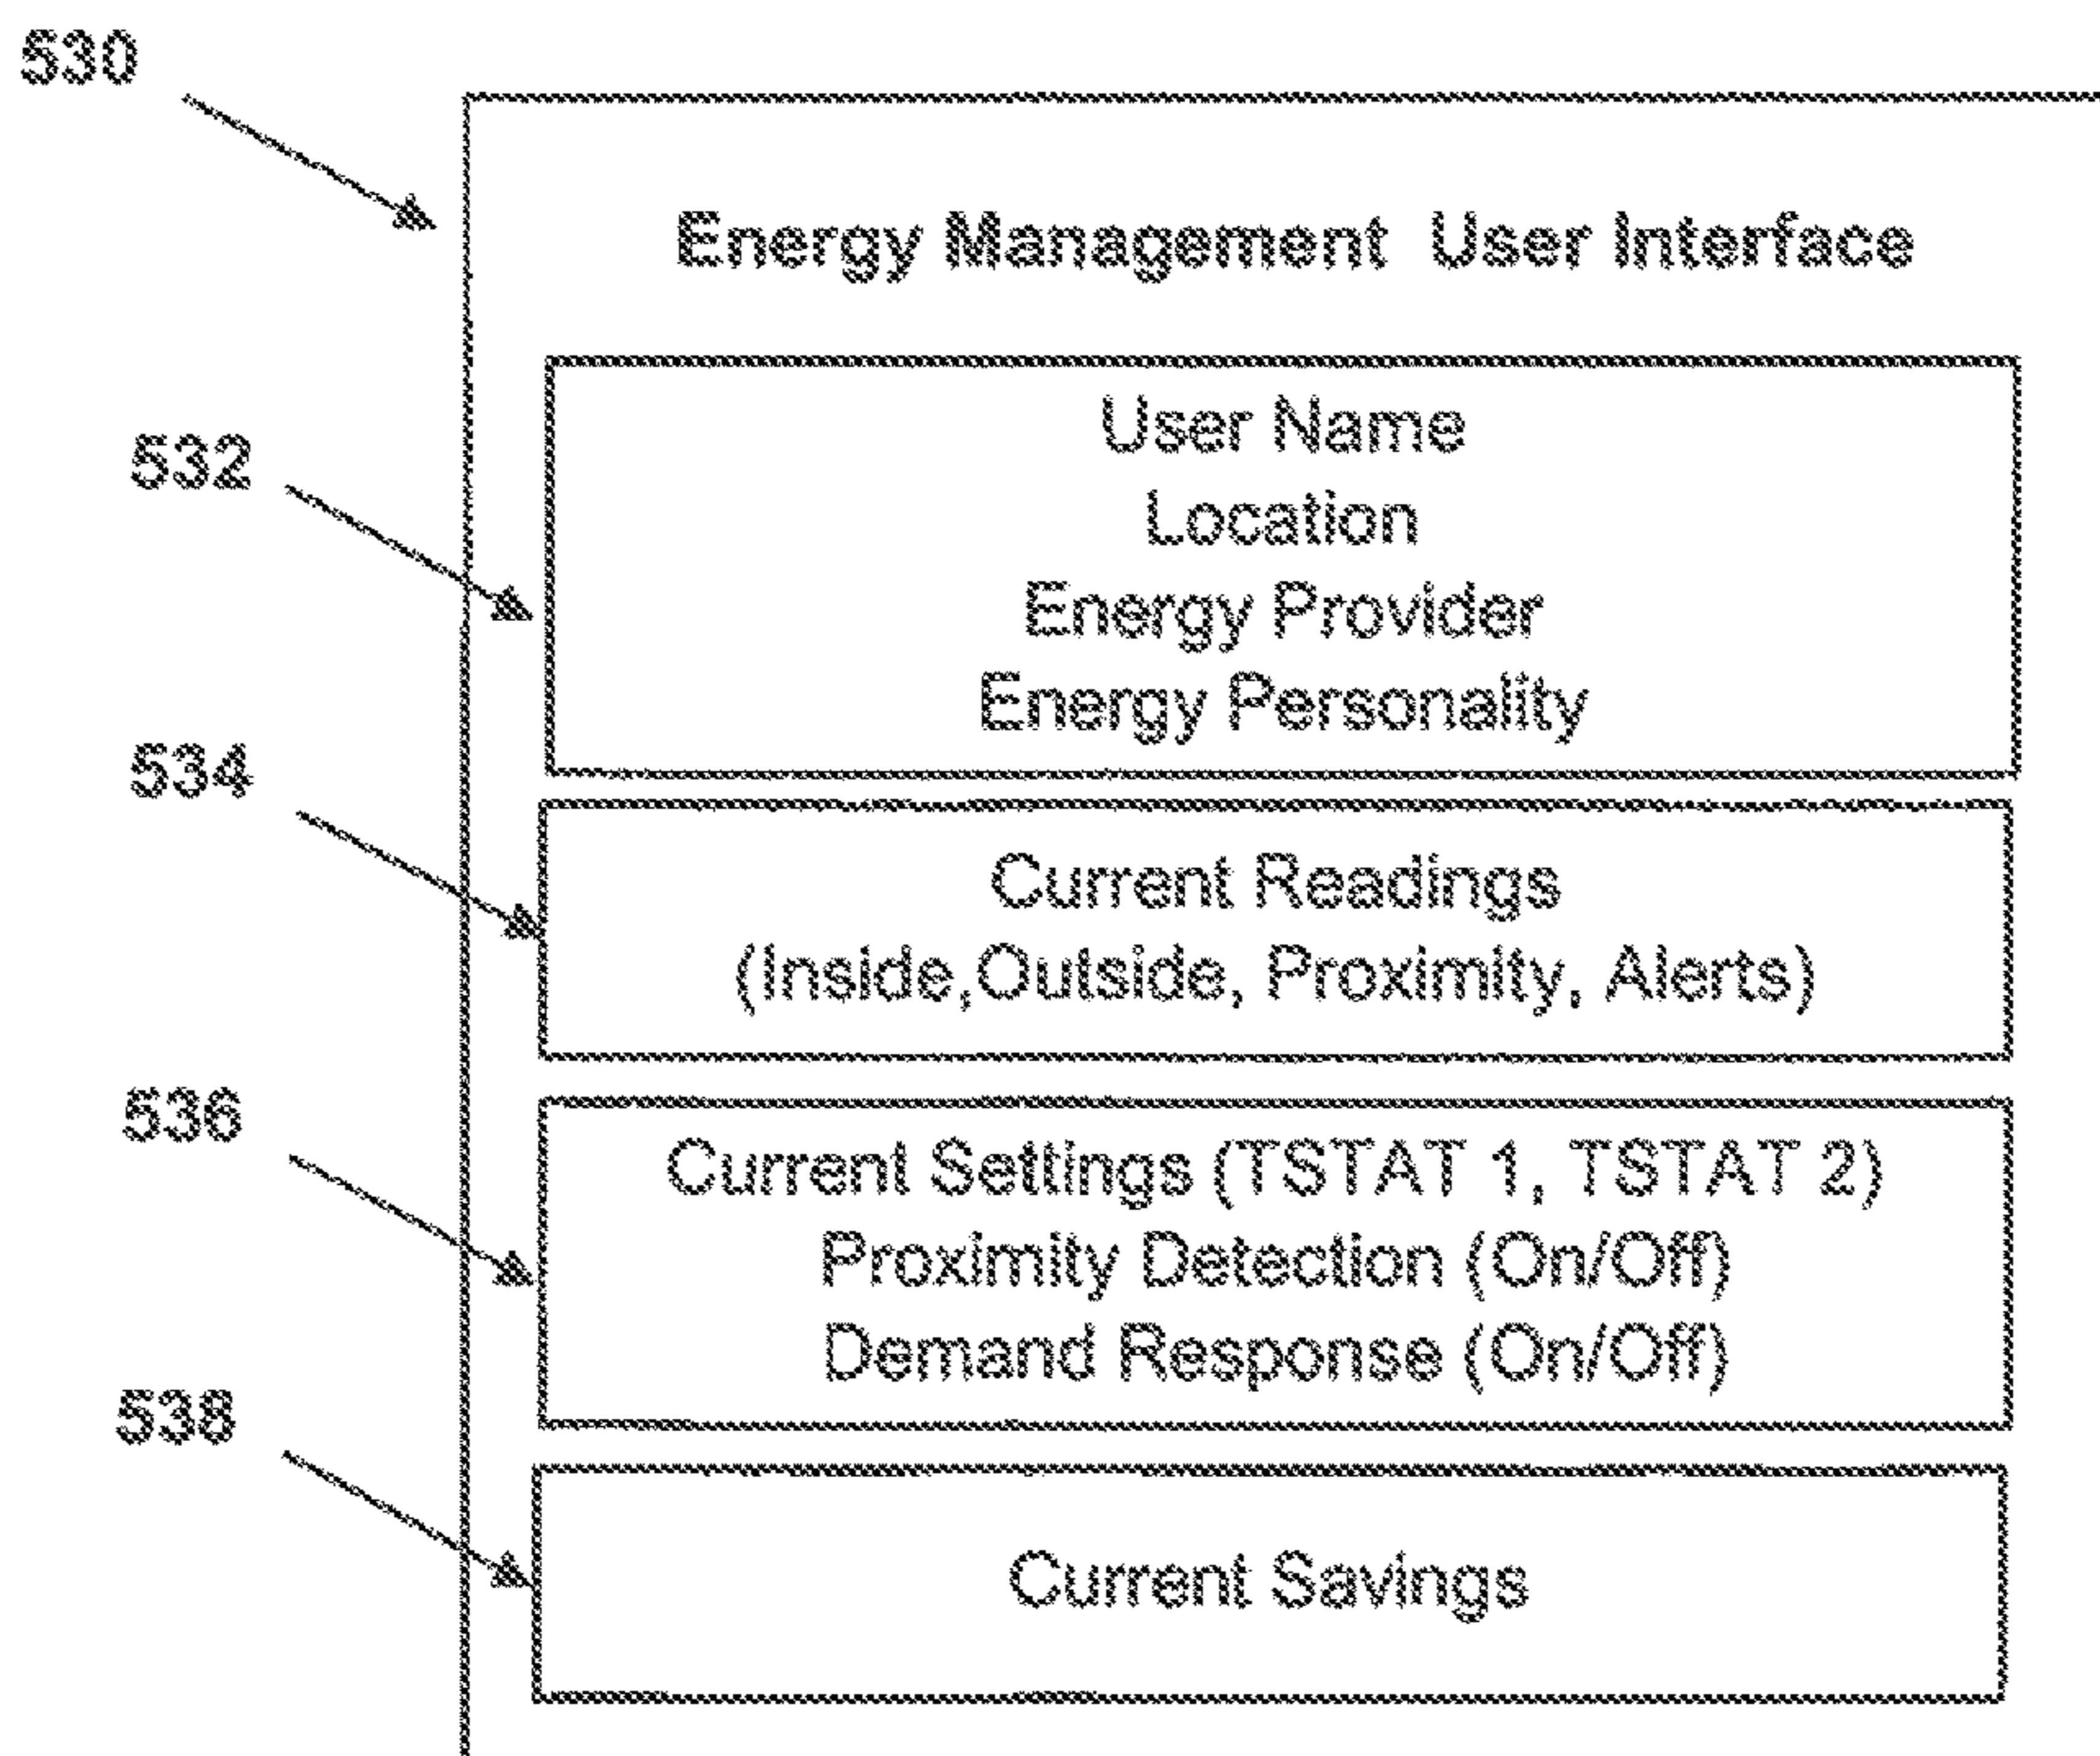 530
Energy Management User Interface
532
User Name
Location
Energy Provider
Energy Personality
534
Current Readings
(Inside,Outside, Proximity, Alerts)
536
Current Settings (TSTAT 1, TSTAT 2)
Proximity Detection (On/Off)
Demand Response (On/Off)
538
Current Savings